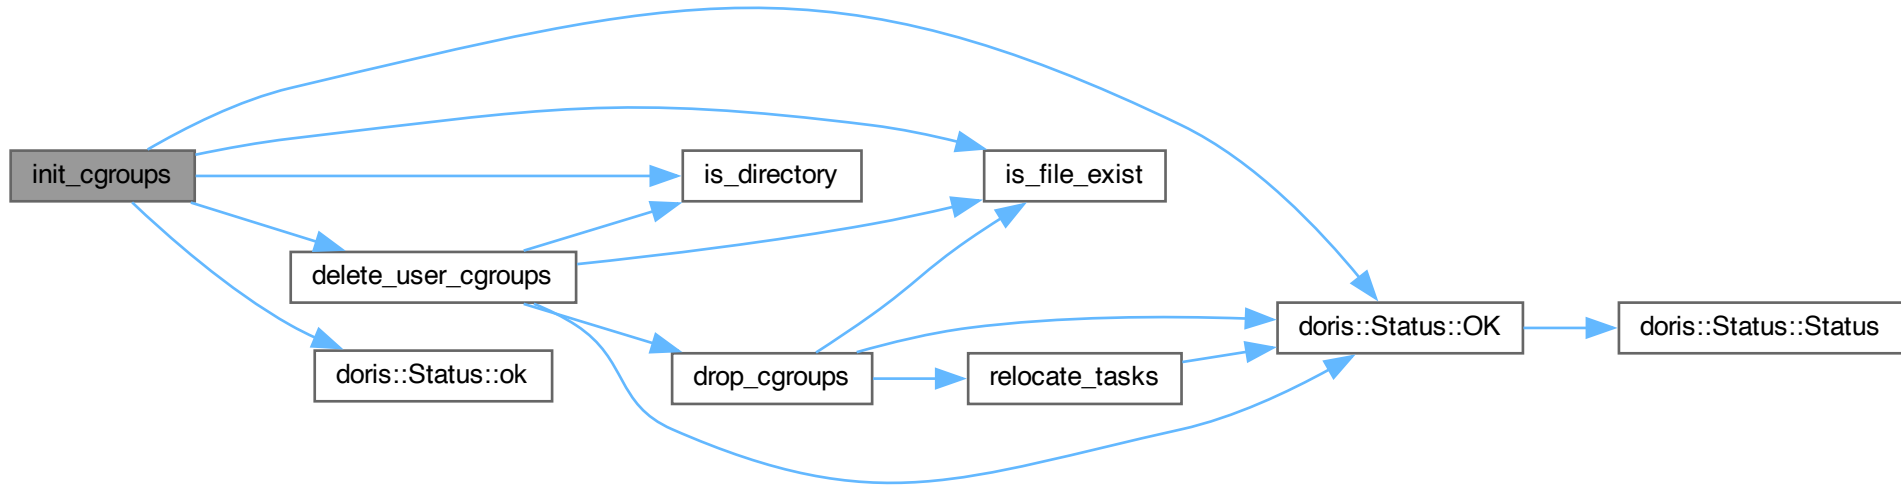 init_cgroups
is_directory
is_file_exist
delete_user_cgroups
doris::Status::OK
doris::Status::Status
doris::Status::ok
drop_cgroups
relocate_tasks